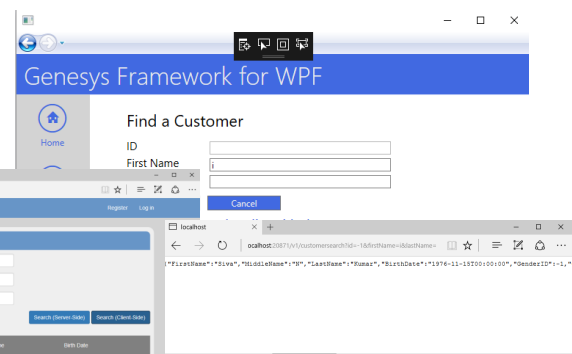 Genesys Framework for WPF
Home
Find a Customer
ID
First Name
i
Cancel
Register Log in
Search (Server-Side) Search (Client-Side)
Birth Date
localhost
ocalhost:20871/v1/customersearch?id=-1&firstName=i&lastName=
"FirstName":"Siva","MiddleName":"N","LastName":"Kumar","BirthDate":"1976-11-15T00:00:00","GenderID":-1,"